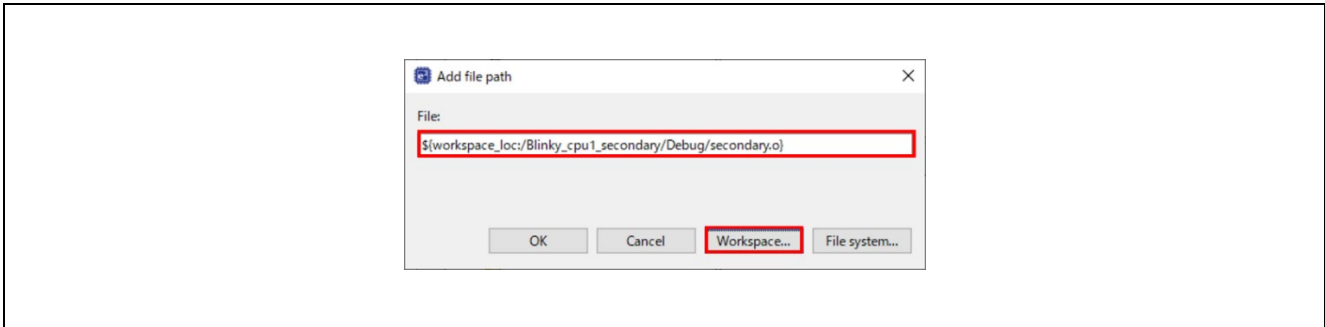 Add file path
File:
${workspace_loc:/Blinky_cpu1_secondary/Debug/secondary.o}
OK Cancel Workspace... File system...